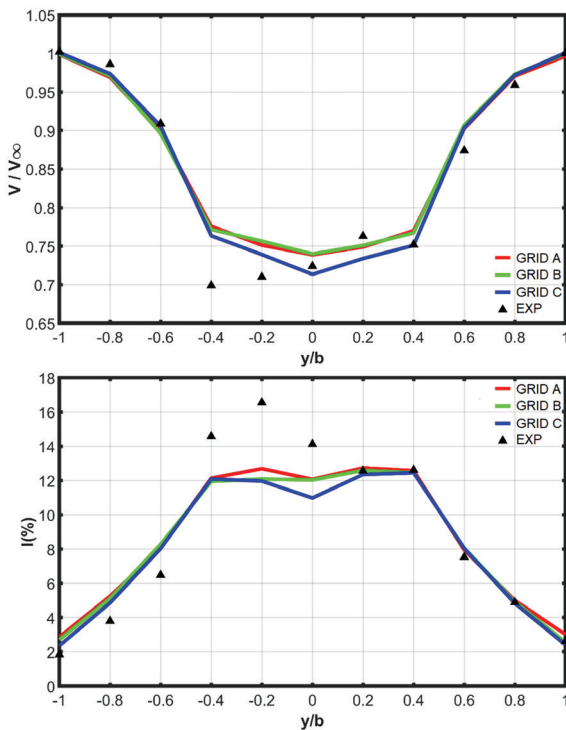 1.05
1
0.95
0.9
0.85
0.8
0.75
0.7
0.65
V / V∞
-1 -0.8 -0.6 -0.4 -0.2 0 0.2 0.4 0.6 0.8 1
y/b
GRID A
GRID B
GRID C
EXP
18
16
14
12
10
8
6
4
2
0
I(%)
-1 -0.8 -0.6 -0.4 -0.2 0 0.2 0.4 0.6 0.8 1
y/b
GRID A
GRID B
GRID C
EXP